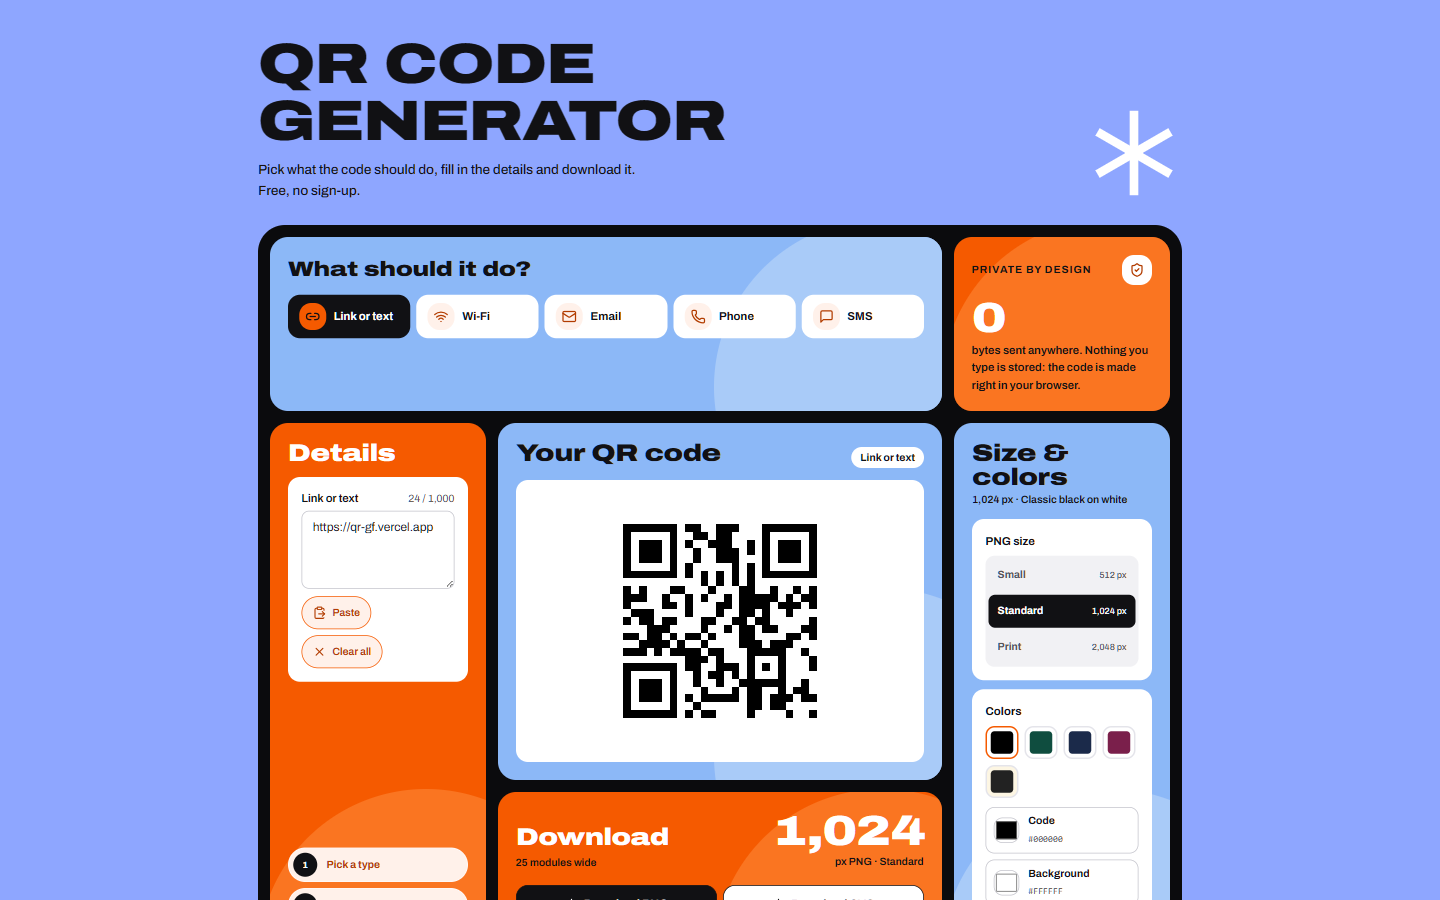 QR CODE
GENERATOR
Pick what the code should do, fill in the details and download it.
Free, no sign-up.
What should it do?
Link or text
Wi-Fi
Email
Phone
SMS
PRIVATE BY DESIGN
0
bytes sent anywhere. Nothing you
type is stored: the code is made
right in your browser.
Details
Link or text
24 / 1,000
https://qr-gf.vercel.app
Paste
Clear all
1
Pick a type
Your QR code
Link or text
Download
25 modules wide
1,024
px PNG · Standard
Size &
colors
1,024 px · Classic black on white
PNG size
Small
512 px
Standard
1,024 px
Print
2,048 px
Colors
Code
#000000
Background
#FFFFFF